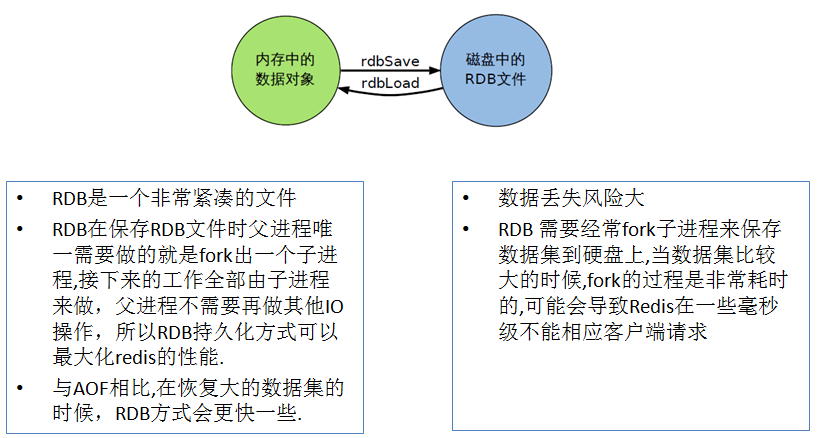 内存中的
数据对象
rdbSave
rdbLoad
磁盘中的
RDB文件
• RDB是一个非常紧凑的文件
• RDB在保存RDB文件时父进程唯
一需要做的就是fork出一个子进
程,接下来的工作全部由子进程
来做，父进程不需要再做其他IO
操作，所以RDB持久化方式可以
最大化redis的性能.
• 与AOF相比,在恢复大的数据集的
时候，RDB方式会更快一些.
• 数据丢失风险大
• RDB 需要经常fork子进程来保存
数据集到硬盘上,当数据集比较
大的时候,fork的过程是非常耗时
的,可能会导致Redis在一些毫秒
级不能相应客户端请求